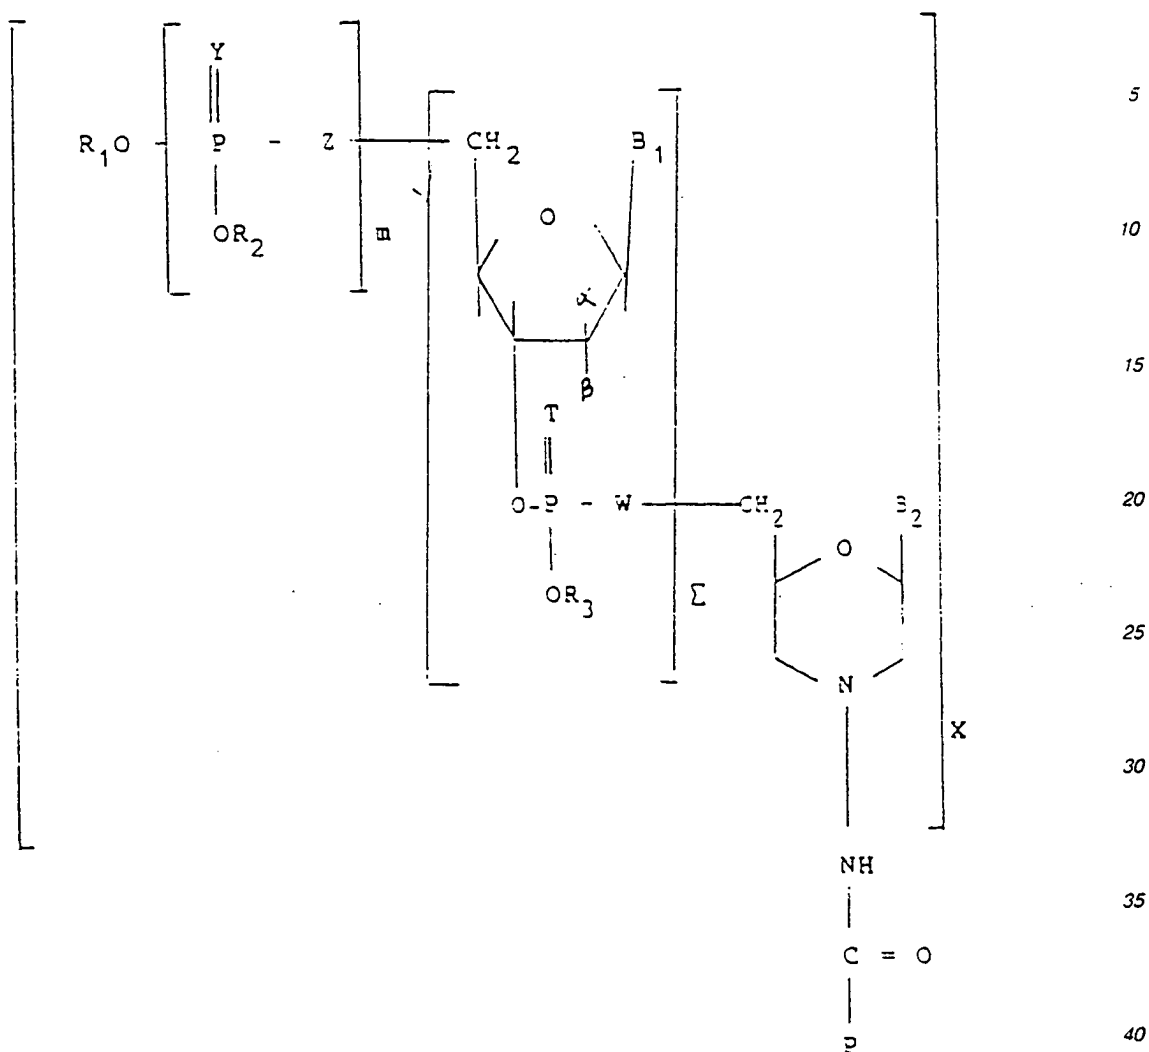 Y
5
R₁O - P - Z CH₂ B₁
O
OR₂ m
10
α
β
15
T
O-P - W CH₂ B₂
20
O
OR₃ Σ
25
N
X
30
NH
35
C = O
P
40